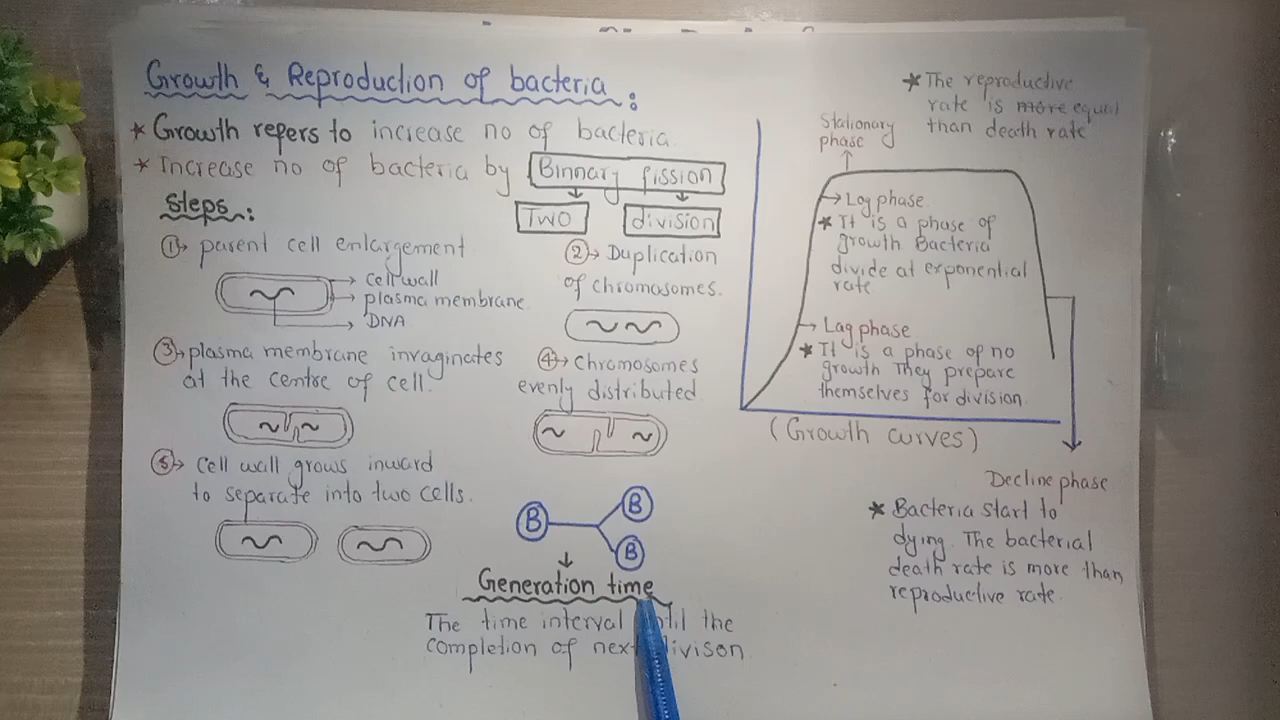 Growth & Reproduction of bacteria :
* Growth refers to increase no of bacteria.
* Increase no of bacteria by Binnary fission
Two division
Steps :
① → parent cell enlargement
→ cell wall
→ plasma membrane.
→ DNA
② → Duplication
of chromosomes.
③ → plasma membrane invaginates
at the centre of cell.
④ → Chromosomes
evenly distributed
⑤ → Cell wall grows inward
to separate into two cells.
B B
B
Generation time
The time interval until the
completion of next divison
* The reproductive
rate is more equal
than death rate
Stationary
phase
→ Log phase
* It is a phase of
growth Bacteria
divide at exponential
rate
→ Lag phase
* It is a phase of no
growth They prepare
themselves for division
(Growth curves)
Decline phase
* Bacteria start to
dying. The bacterial
death rate is more than
reproductive rate.